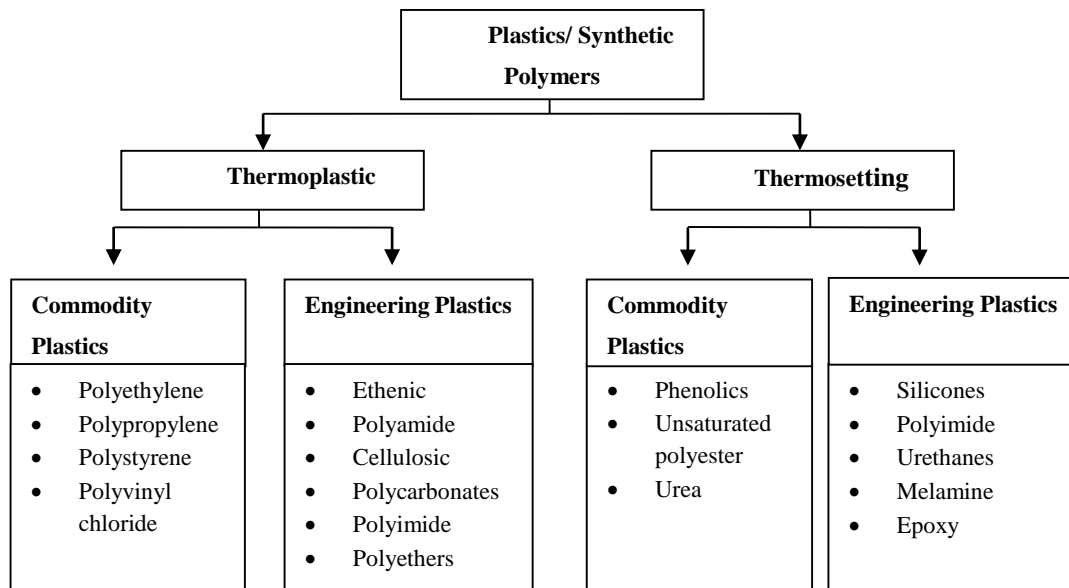 Plastics/ Synthetic
Polymers
Thermoplastic
Thermosetting
Commodity
Plastics
• Polyethylene
• Polypropylene
• Polystyrene
• Polyvinyl
chloride
Engineering Plastics
• Ethenic
• Polyamide
• Cellulosic
• Polycarbonates
• Polyimide
• Polyethers
Commodity
Plastics
• Phenolics
• Unsaturated
polyester
• Urea
Engineering Plastics
• Silicones
• Polyimide
• Urethanes
• Melamine
• Epoxy